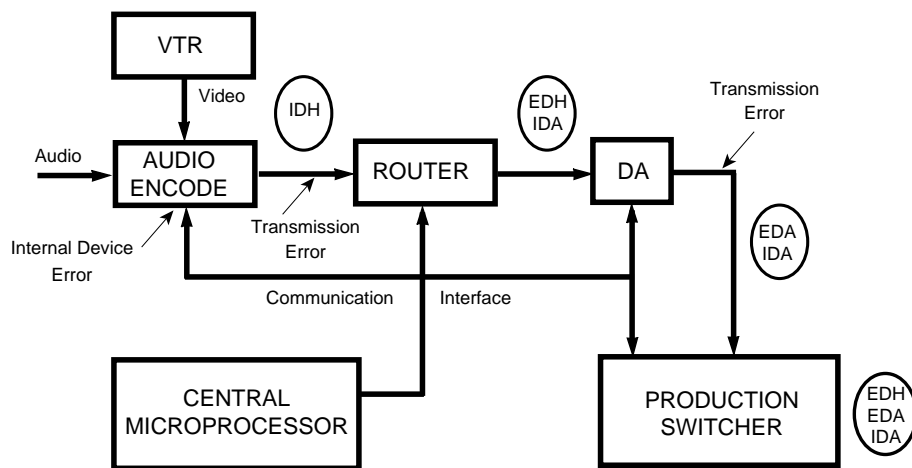 VTR
Video
IDH
EDH
IDA
Transmission
Error
Audio
AUDIO
ENCODE
ROUTER
DA
Transmission
Error
Internal Device
Error
EDA
IDA
Communication
Interface
CENTRAL
MICROPROCESSOR
PRODUCTION
SWITCHER
EDH
EDA
IDA